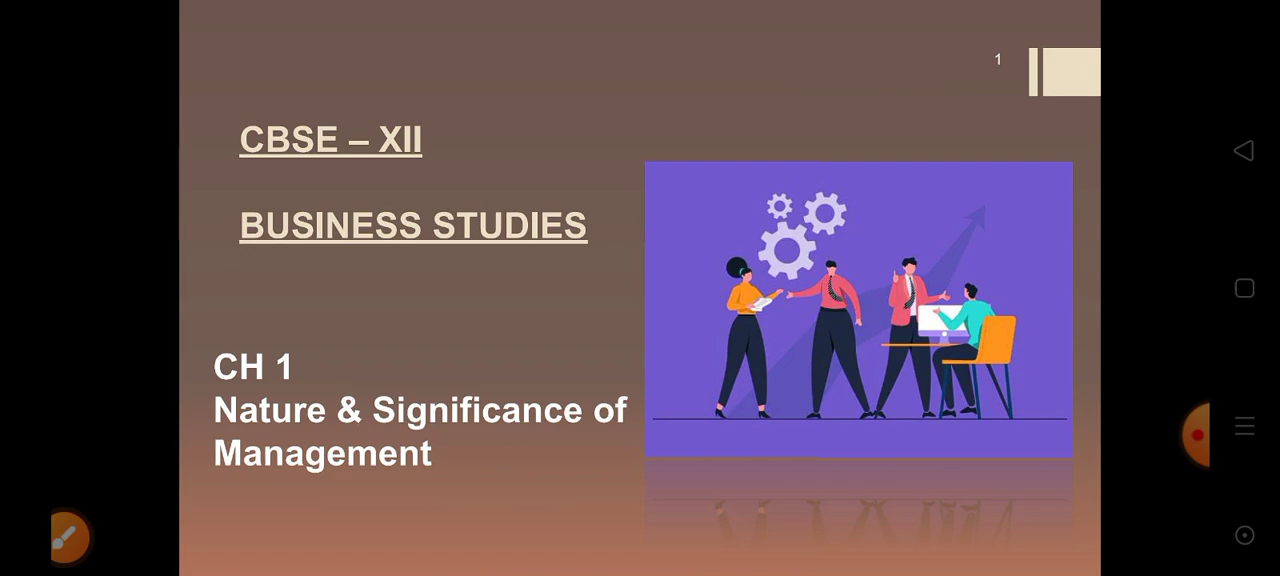 1
CBSE – XII
BUSINESS STUDIES
CH 1
Nature & Significance of
Management